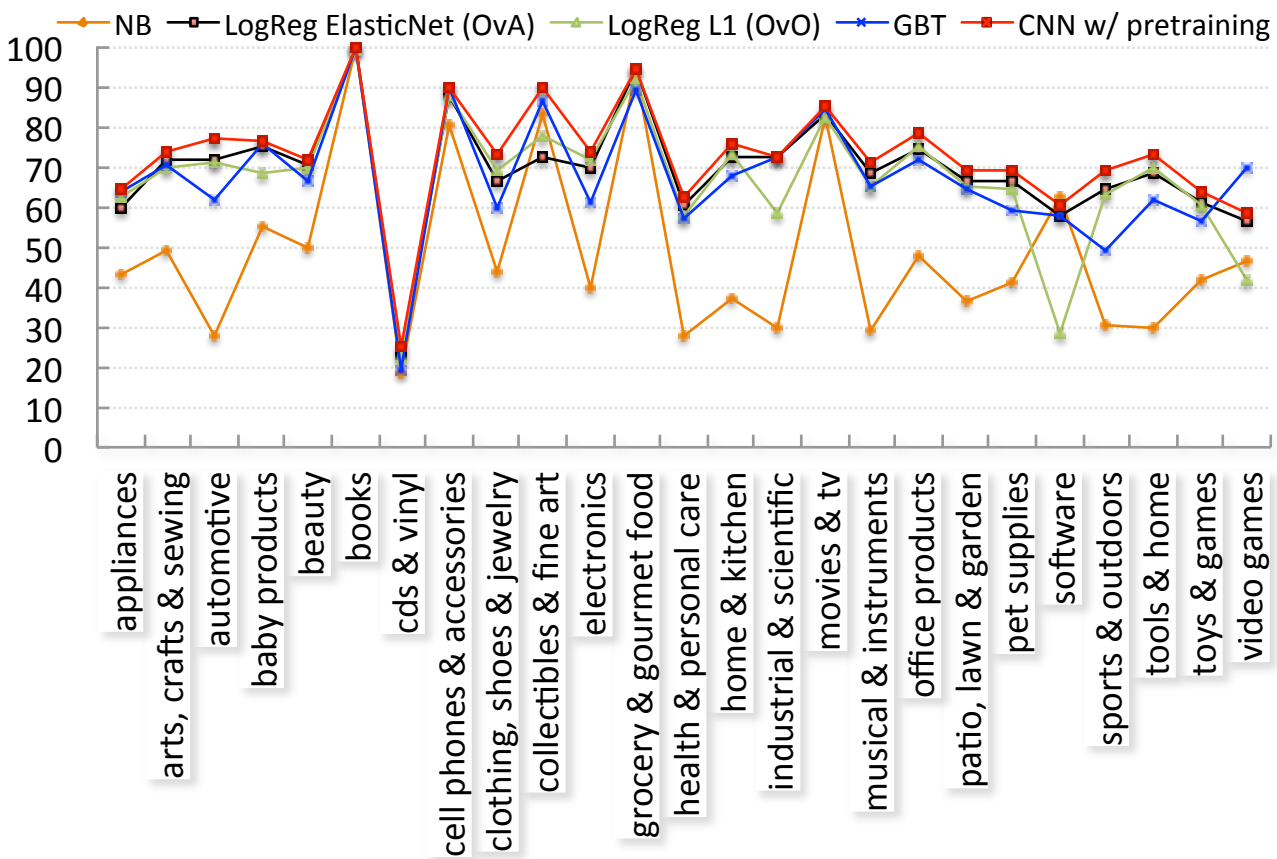 NB LogReg ElasticNet (OvA) LogReg L1 (OvO) GBT CNN w/ pretraining
100
90
80
70
60
50
40
30
20
10
0
appliances
arts, crafts & sewing
automotive
baby products
beauty
books
cds & vinyl
cell phones & accessories
clothing, shoes & jewelry
collectibles & fine art
electronics
grocery & gourmet food
health & personal care
home & kitchen
industrial & scientific
movies & tv
musical & instruments
office products
patio, lawn & garden
pet supplies
software
sports & outdoors
tools & home
toys & games
video games